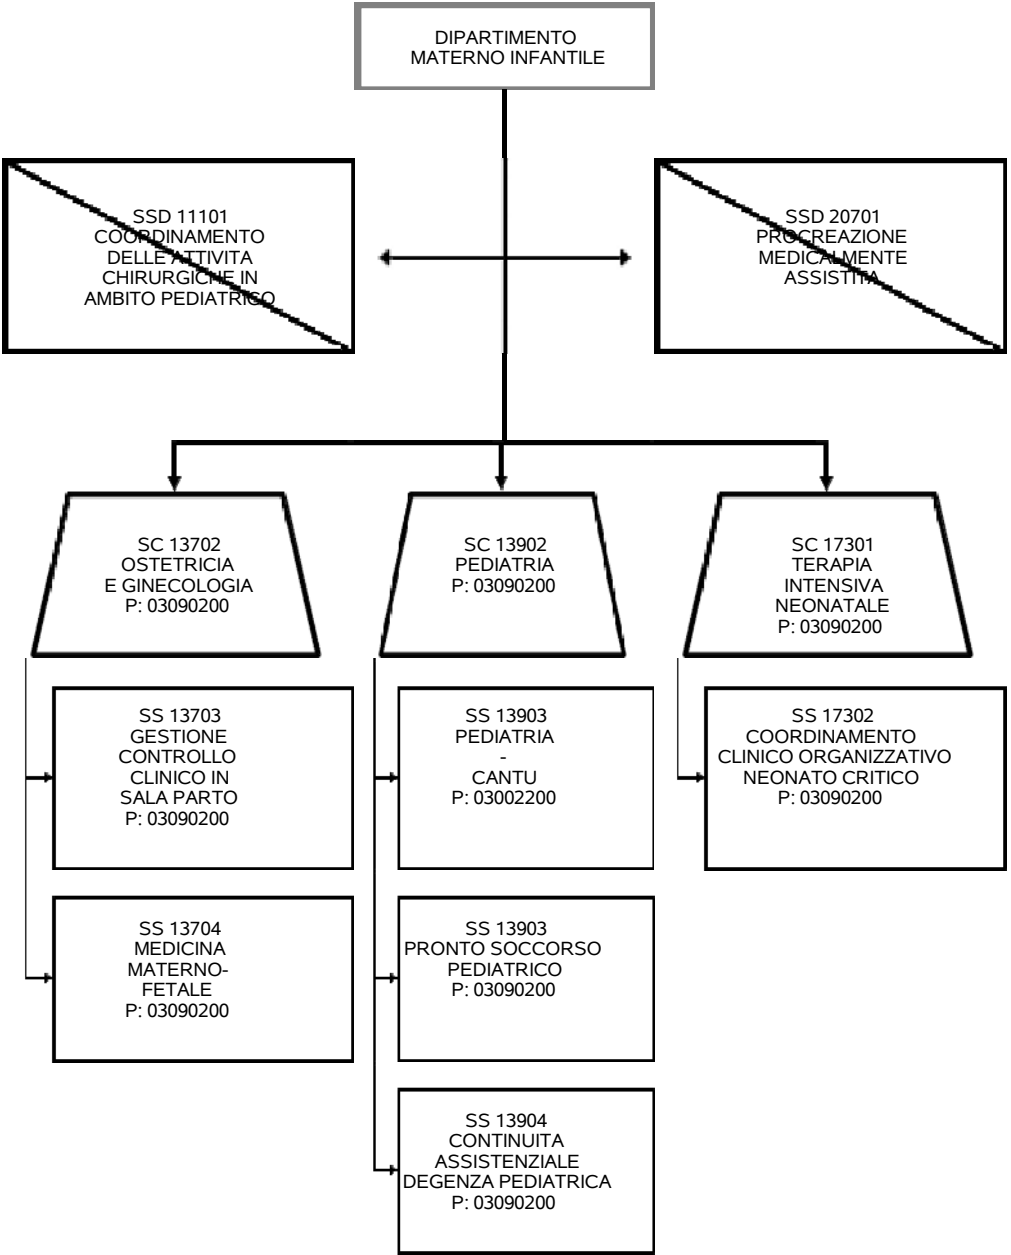 DIPARTIMENTO
MATERNO INFANTILE
SSD 11101
COORDINAMENTO
DELLE ATTIVITA
CHIRURGICHE IN
AMBITO PEDIATRICO
SSD 20701
PROCREAZIONE
MEDICALMENTE
ASSISTITA
SC 13702
OSTETRICIA
E GINECOLOGIA
P: 03090200
SC 13902
PEDIATRIA
P: 03090200
SC 17301
TERAPIA
INTENSIVA
NEONATALE
P: 03090200
SS 13703
GESTIONE
CONTROLLO
CLINICO IN
SALA PARTO
P: 03090200
SS 13903
PEDIATRIA
-
CANTU
P: 03002200
SS 17302
COORDINAMENTO
CLINICO ORGANIZZATIVO
NEONATO CRITICO
P: 03090200
SS 13704
MEDICINA
MATERNO-
FETALE
P: 03090200
SS 13903
PRONTO SOCCORSO
PEDIATRICO
P: 03090200
SS 13904
CONTINUITA
ASSISTENZIALE
DEGENZA PEDIATRICA
P: 03090200